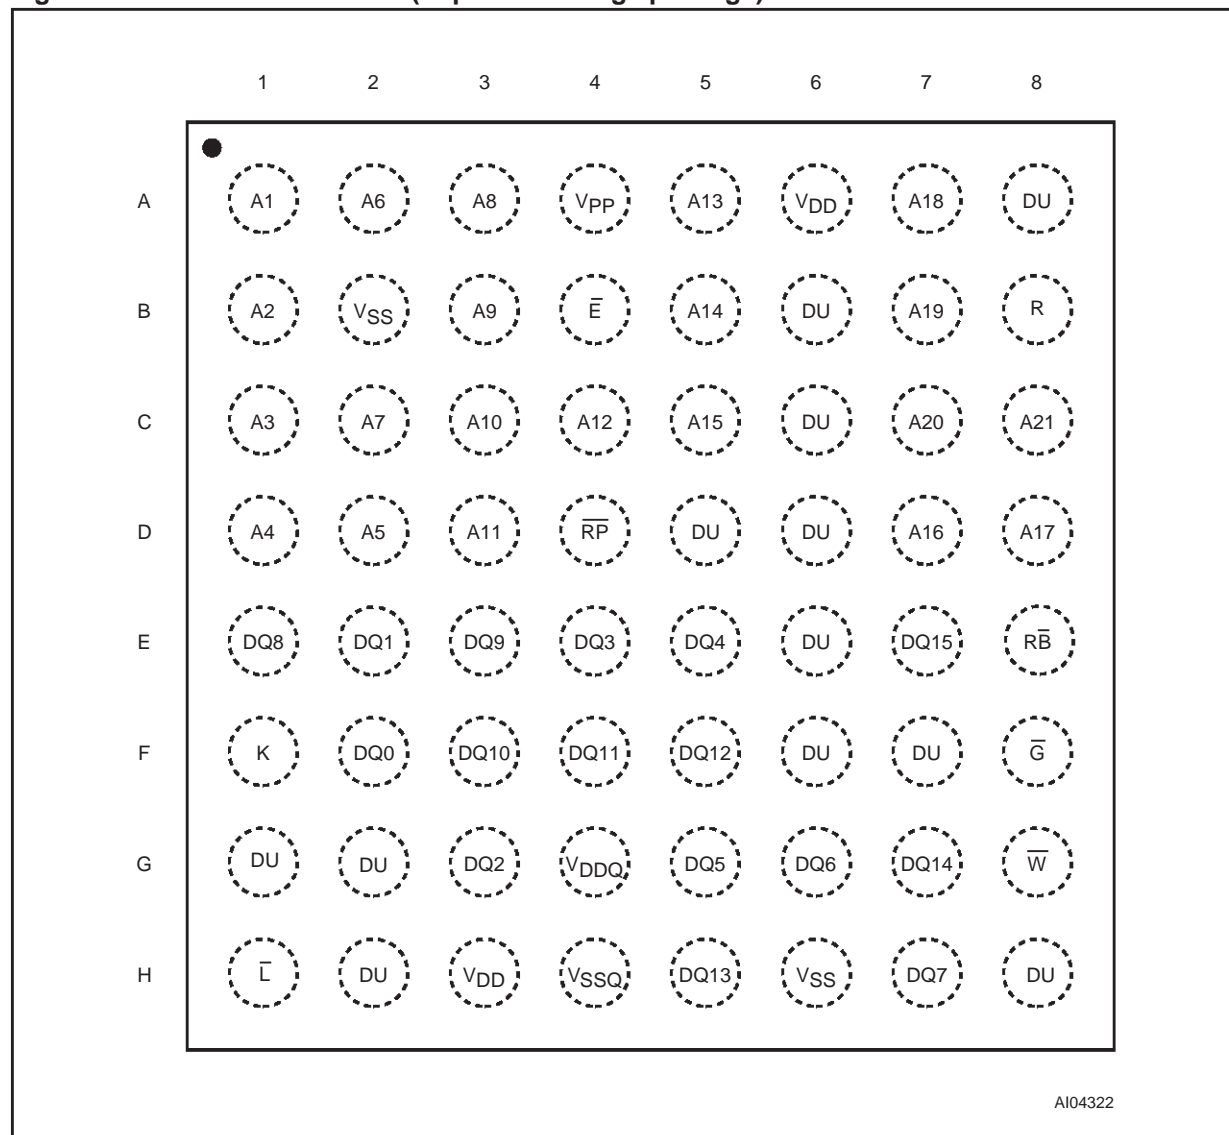 1 2 3 4 5 6 7 8
A A1 A6 A8 VPP A13 VDD A18 DU
B A2 VSS A9 E̅ A14 DU A19 R
C A3 A7 A10 A12 A15 DU A20 A21
D A4 A5 A11 R̅P̅ DU DU A16 A17
E DQ8 DQ1 DQ9 DQ3 DQ4 DU DQ15 RB̅
F K DQ0 DQ10 DQ11 DQ12 DU DU G̅
G DU DU DQ2 VDDQ DQ5 DQ6 DQ14 W̅
H L̅ DU VDD VSSQ DQ13 VSS DQ7 DU
AI04322